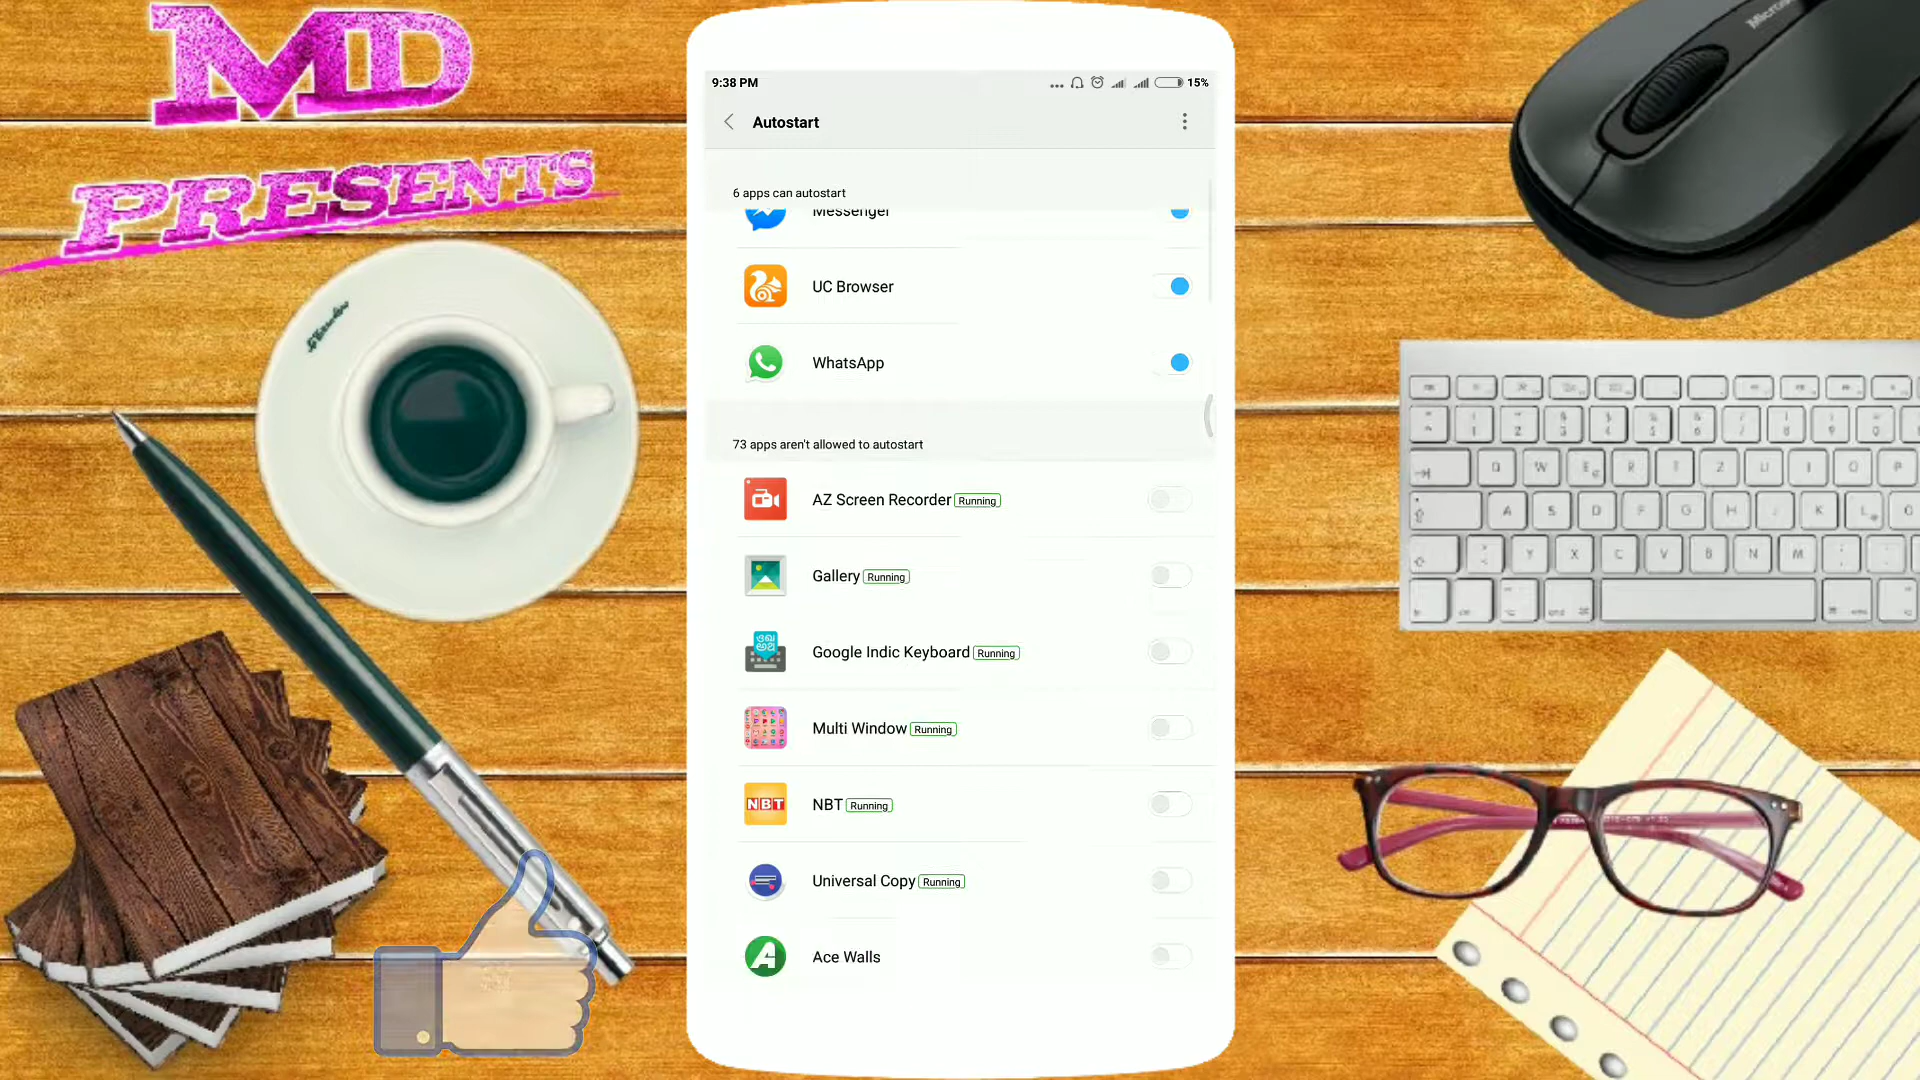 MD
PRESENTS
9:38 PM
15%
Autostart
6 apps can autostart
Messenger
UC Browser
WhatsApp
73 apps aren't allowed to autostart
AZ Screen Recorder Running
Gallery Running
Google Indic Keyboard Running
Multi Window Running
NBT
NBT Running
Universal Copy Running
Ace Walls
Q W E R T Z U I O P
A S D F G H J K L
Y X C V B N M